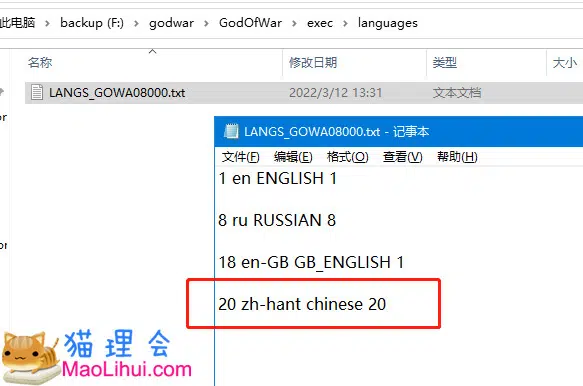 此电脑 › backup (F:) › godwar › GodOfWar › exec › languages
名称 修改日期 类型 大小
LANGS_GOWA08000.txt 2022/3/12 13:31 文本文档
LANGS_GOWA08000.txt - 记事本
文件(F) 编辑(E) 格式(O) 查看(V) 帮助(H)
1 en ENGLISH 1
8 ru RUSSIAN 8
18 en-GB GB_ENGLISH 1
20 zh-hant chinese 20
猫理会
MaoLihui.com